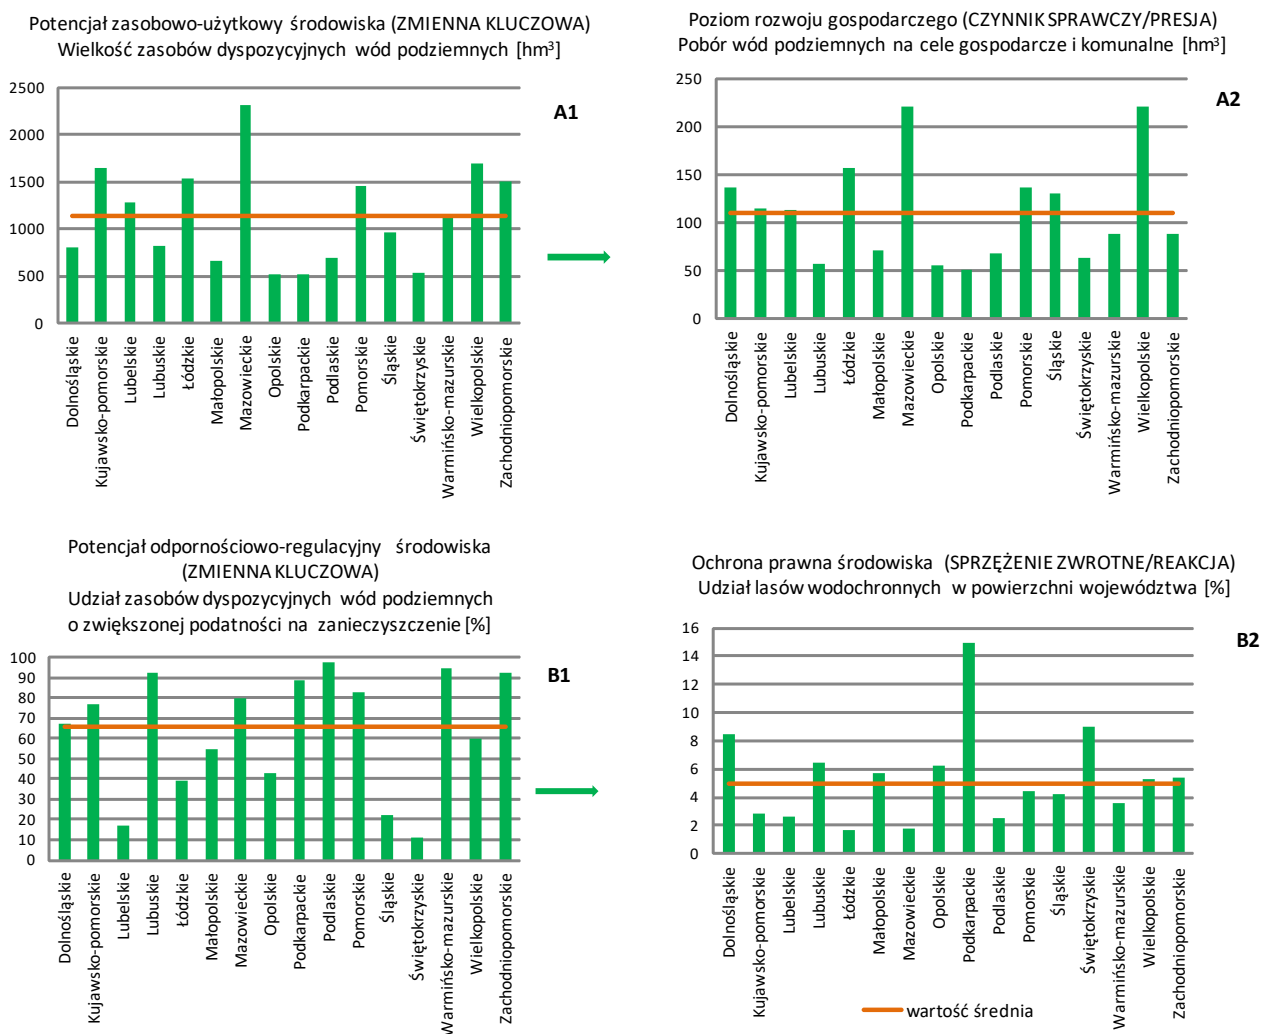 Potencjał zasobowo-użytkowy środowiska (ZMIENNA KLUCZOWA)
Wielkość zasobów dyspozycyjnych wód podziemnych [hm³]
A1
2500
2000
1500
1000
500
0
Dolnośląskie
Kujawsko-pomorskie
Lubelskie
Lubuskie
Łódzkie
Małopolskie
Mazowieckie
Opolskie
Podkarpackie
Podlaskie
Pomorskie
Śląskie
Świętokrzyskie
Warmińsko-mazurskie
Wielkopolskie
Zachodniopomorskie
Poziom rozwoju gospodarczego (CZYNNIK SPRAWCZY/PRESJA)
Pobór wód podziemnych na cele gospodarcze i komunalne [hm³]
A2
250
200
150
100
50
0
Dolnośląskie
Kujawsko-pomorskie
Lubelskie
Lubuskie
Łódzkie
Małopolskie
Mazowieckie
Opolskie
Podkarpackie
Podlaskie
Pomorskie
Śląskie
Świętokrzyskie
Warmińsko-mazurskie
Wielkopolskie
Zachodniopomorskie
Potencjał odpornościowo-regulacyjny środowiska
(ZMIENNA KLUCZOWA)
Udział zasobów dyspozycyjnych wód podziemnych
o zwiększonej podatności na zanieczyszczenie [%]
B1
100
90
80
70
60
50
40
30
20
10
0
Dolnośląskie
Kujawsko-pomorskie
Lubelskie
Lubuskie
Łódzkie
Małopolskie
Mazowieckie
Opolskie
Podkarpackie
Podlaskie
Pomorskie
Śląskie
Świętokrzyskie
Warmińsko-mazurskie
Wielkopolskie
Zachodniopomorskie
Ochrona prawna środowiska (SPRZĘŻENIE ZWROTNE/REAKCJA)
Udział lasów wodochronnych w powierzchni województwa [%]
B2
16
14
12
10
8
6
4
2
0
Dolnośląskie
Kujawsko-pomorskie
Lubelskie
Lubuskie
Łódzkie
Małopolskie
Mazowieckie
Opolskie
Podkarpackie
Podlaskie
Pomorskie
Śląskie
Świętokrzyskie
Warmińsko-mazurskie
Wielkopolskie
Zachodniopomorskie
wartość średnia